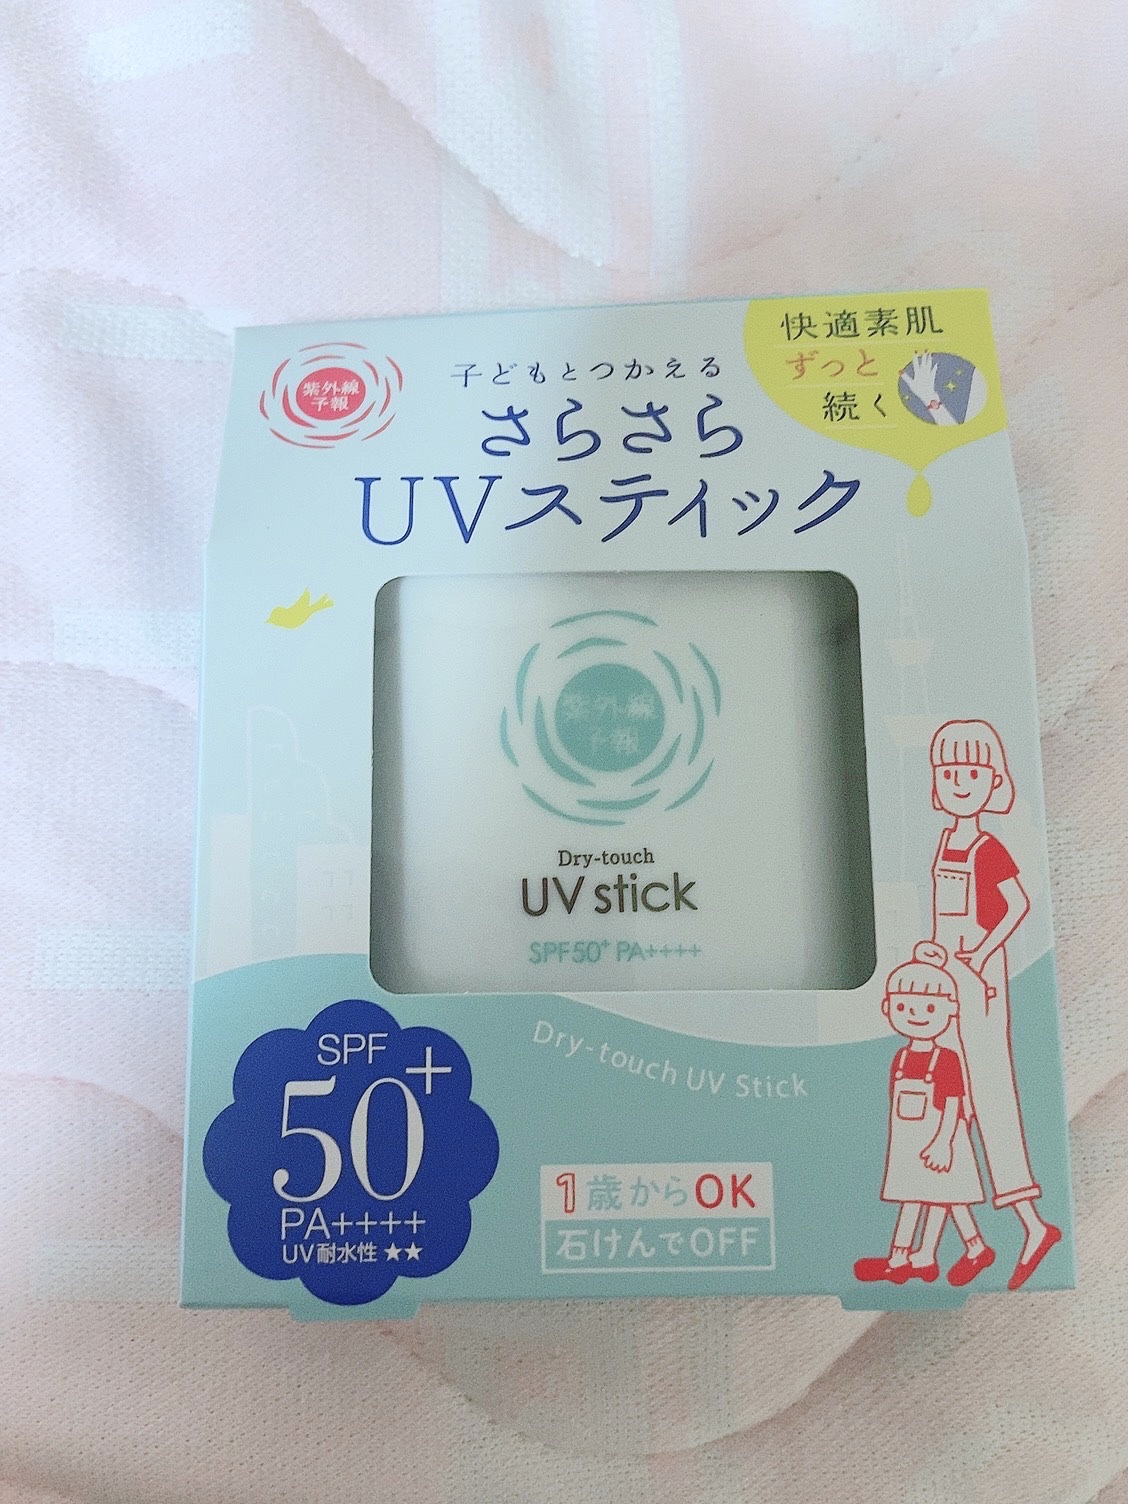 紫外線
予報
子どもとつかえる
さらさら
UVスティック
快適素肌
ずっと
続く
紫外線
予報
Dry-touch
UV stick
SPF50+ PA++++
Dry-touch UV Stick
SPF
50+
PA++++
UV耐水性★★
1歳からOK
石けんでOFF